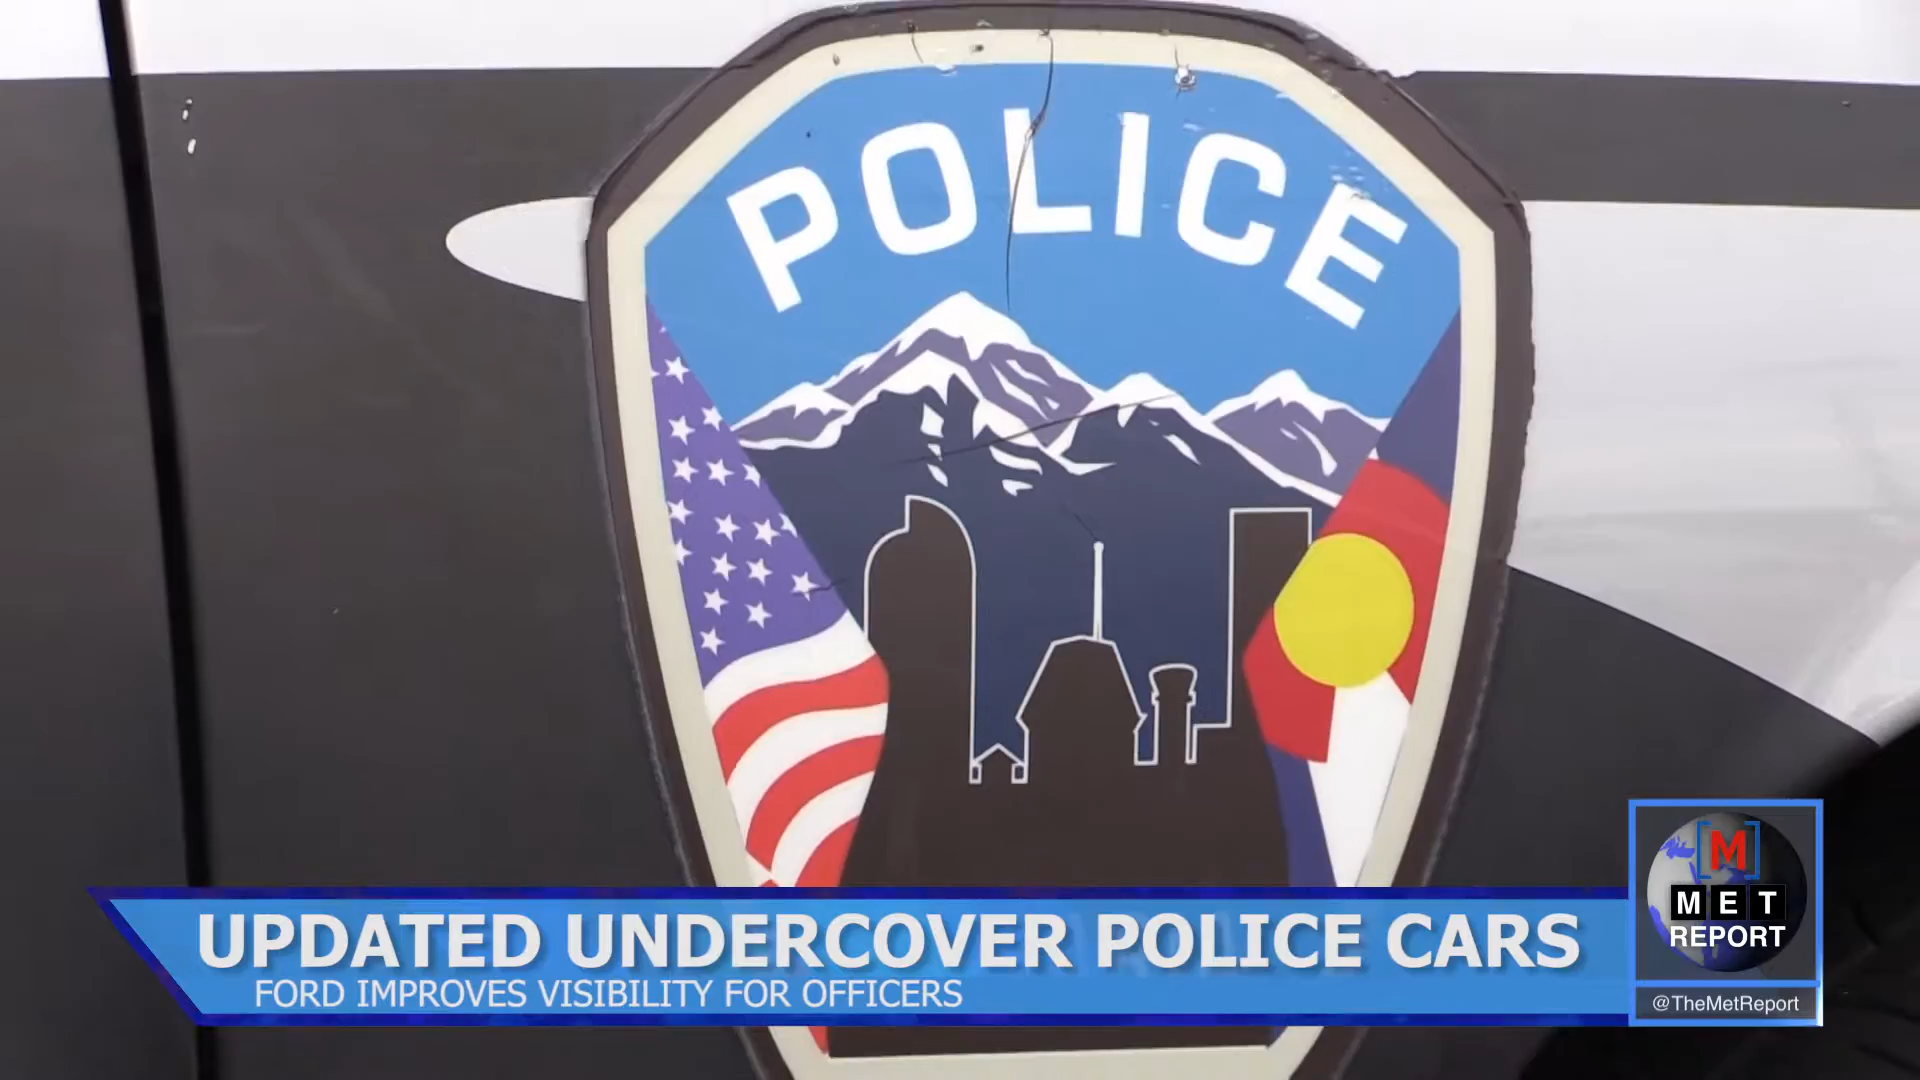 POLICE
UPDATED UNDERCOVER POLICE CARS
FORD IMPROVES VISIBILITY FOR OFFICERS
[M]
MET
REPORT
@TheMetReport